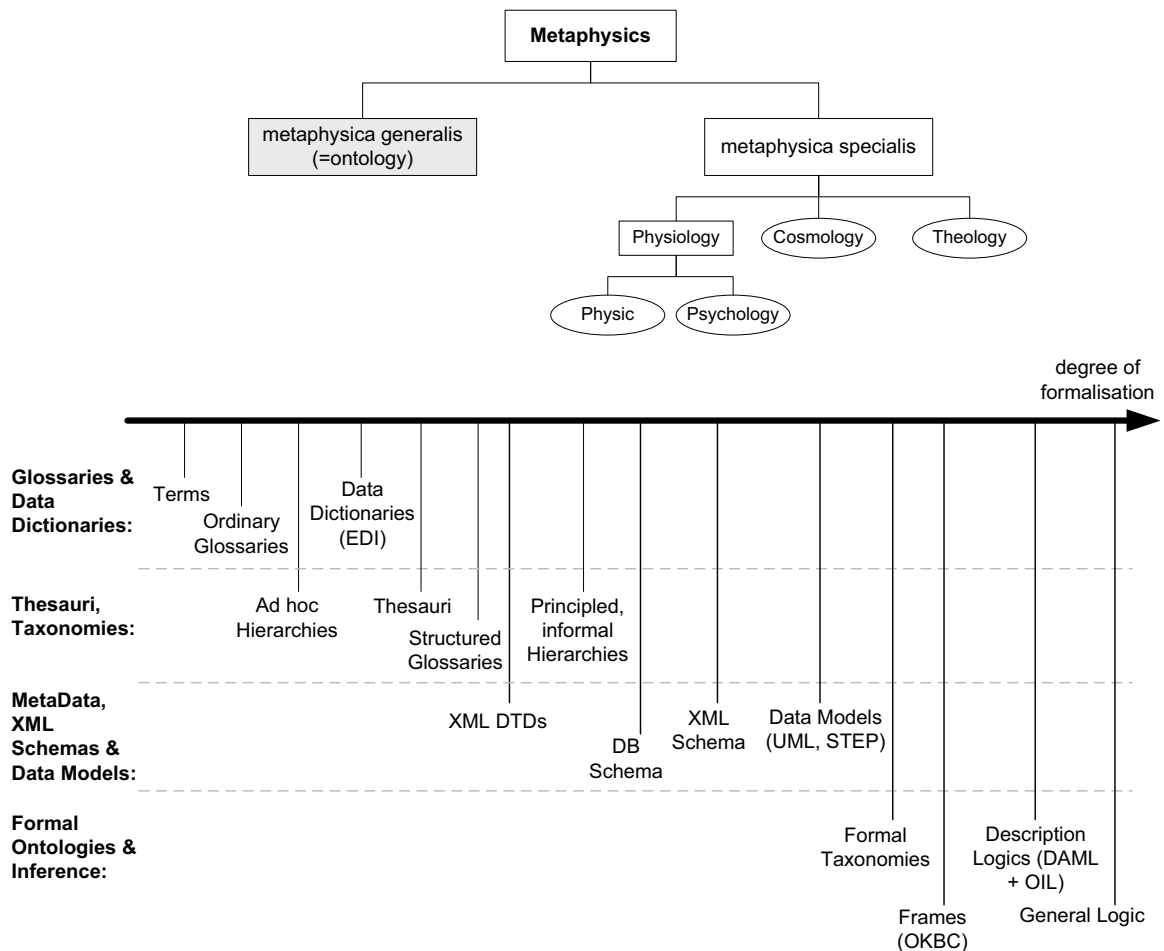 Metaphysics
metaphysica generalis
(=ontology)
metaphysica specialis
Physiology
Cosmology
Theology
Physic
Psychology
degree of
formalisation
Glossaries &
Data
Dictionaries:
Terms
Ordinary
Glossaries
Data
Dictionaries
(EDI)
Thesauri,
Taxonomies:
Ad hoc
Hierarchies
Thesauri
Structured
Glossaries
Principled,
informal
Hierarchies
MetaData,
XML
Schemas &
Data Models:
XML DTDs
DB
Schema
XML
Schema
Data Models
(UML, STEP)
Formal
Ontologies &
Inference:
Formal
Taxonomies
Frames
(OKBC)
Description
Logics (DAML
+ OIL)
General Logic